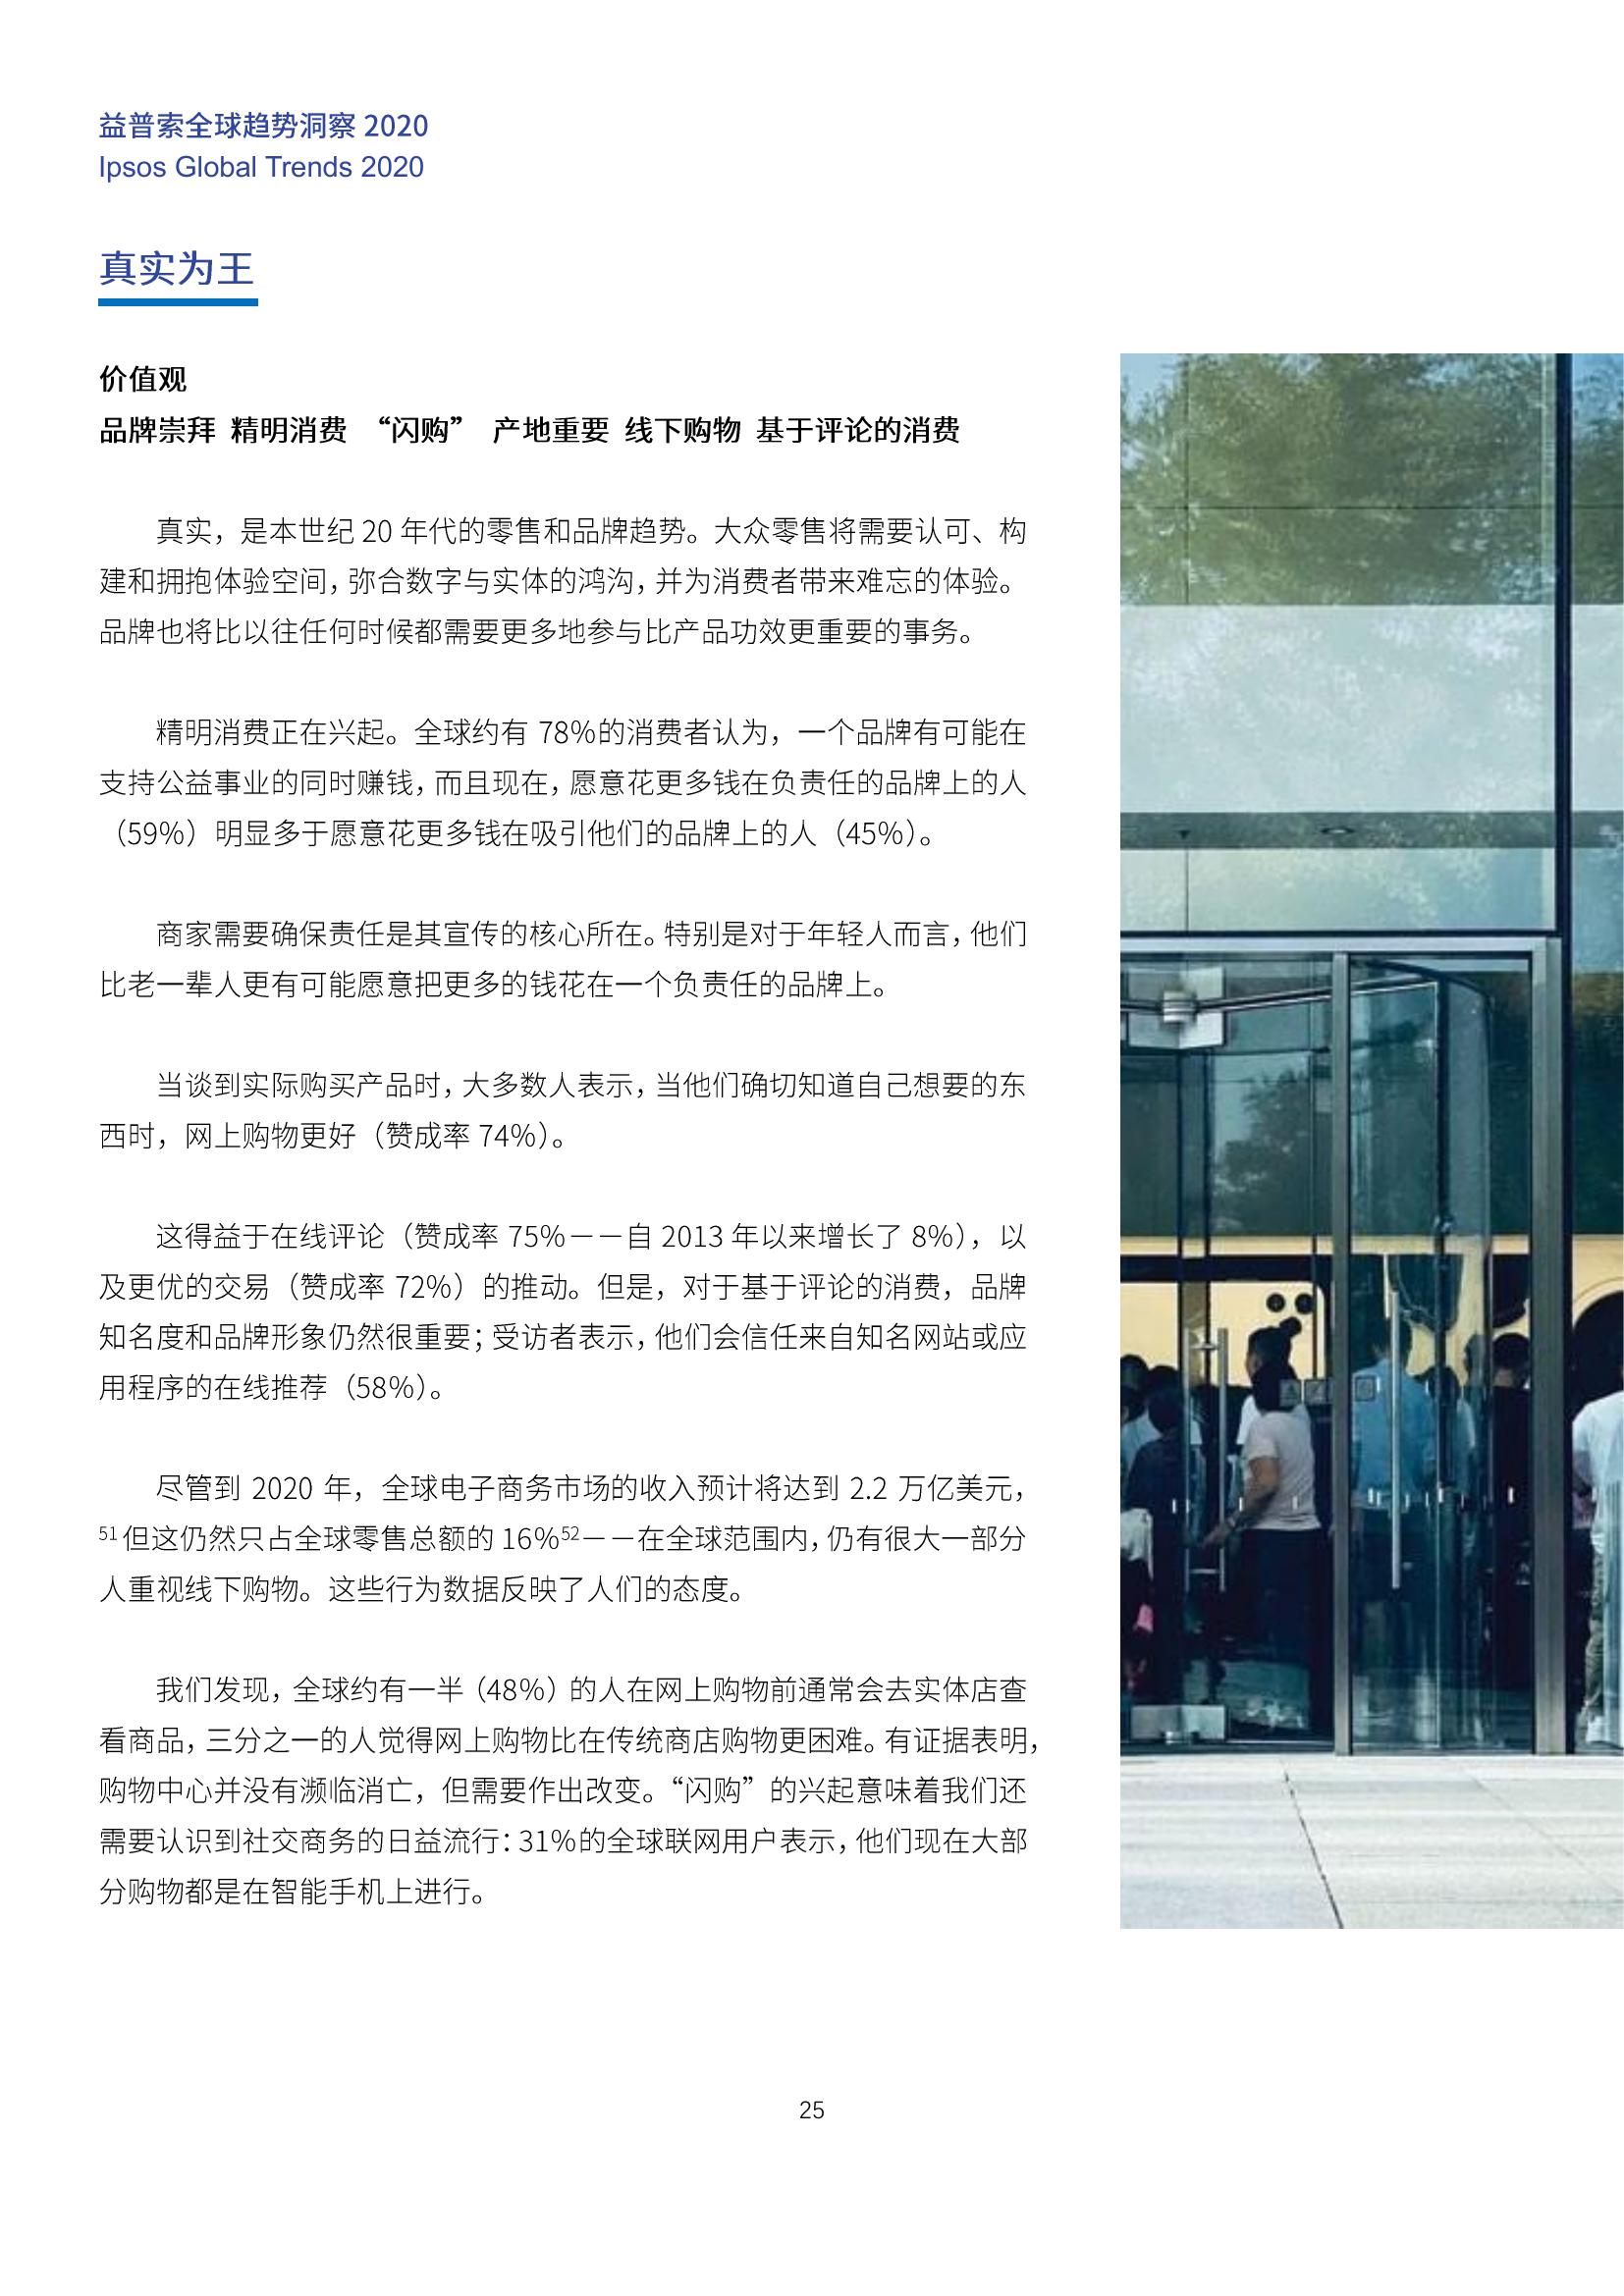 益普索全球趋势洞察 2020
Ipsos Global Trends 2020
真实为王
价值观
品牌崇拜 精明消费 “闪购” 产地重要 线下购物 基于评论的消费
真实，是本世纪 20 年代的零售和品牌趋势。大众零售将需要认可、构
建和拥抱体验空间，弥合数字与实体的鸿沟，并为消费者带来难忘的体验。
品牌也将比以往任何时候都需要更多地参与比产品功效更重要的事务。
精明消费正在兴起。全球约有 78%的消费者认为，一个品牌有可能在
支持公益事业的同时赚钱，而且现在，愿意花更多钱在负责任的品牌上的人
（59%）明显多于愿意花更多钱在吸引他们的品牌上的人（45%）。
商家需要确保责任是其宣传的核心所在。特别是对于年轻人而言，他们
比老一辈人更有可能愿意把更多的钱花在一个负责任的品牌上。
当谈到实际购买产品时，大多数人表示，当他们确切知道自己想要的东
西时，网上购物更好（赞成率 74%）。
这得益于在线评论（赞成率 75%－－自 2013 年以来增长了 8%），以
及更优的交易（赞成率 72%）的推动。但是，对于基于评论的消费，品牌
知名度和品牌形象仍然很重要；受访者表示，他们会信任来自知名网站或应
用程序的在线推荐（58%）。
尽管到 2020 年，全球电子商务市场的收入预计将达到 2.2 万亿美元，
51 但这仍然只占全球零售总额的 16%52－－在全球范围内，仍有很大一部分
人重视线下购物。这些行为数据反映了人们的态度。
我们发现，全球约有一半（48%）的人在网上购物前通常会去实体店查
看商品，三分之一的人觉得网上购物比在传统商店购物更困难。有证据表明，
购物中心并没有濒临消亡，但需要作出改变。“闪购”的兴起意味着我们还
需要认识到社交商务的日益流行：31%的全球联网用户表示，他们现在大部
分购物都是在智能手机上进行。
25